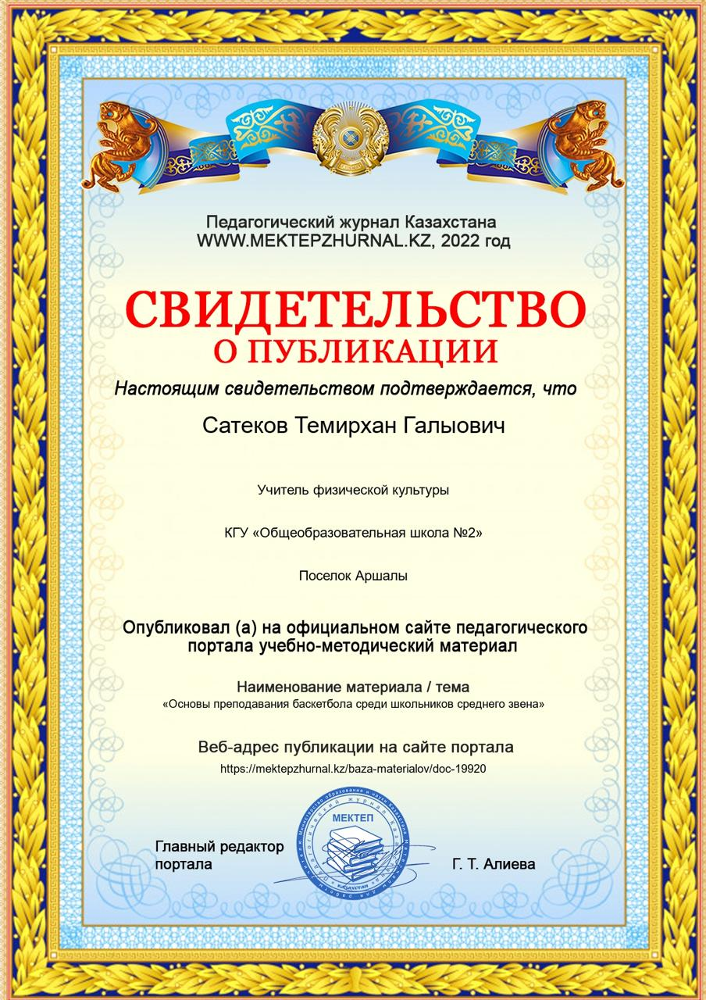 Педагогический журнал Казахстана
WWW.MEKTEPZHURNAL.KZ, 2022 год
СВИДЕТЕЛЬСТВО
О ПУБЛИКАЦИИ
Настоящим свидетельством подтверждается, что
Сатеков Темирхан Галыович
Учитель физической культуры
КГУ «Общеобразовательная школа №2»
Поселок Аршалы
Опубликовал (а) на официальном сайте педагогического
портала учебно-методический материал
Наименование материала / тема
«Основы преподавания баскетбола среди школьников среднего звена»
Веб-адрес публикации на сайте портала
https://mektepzhurnal.kz/baza-materialov/doc-19920
МЕКТЕП
Главный редактор
портала
Г. Т. Алиева